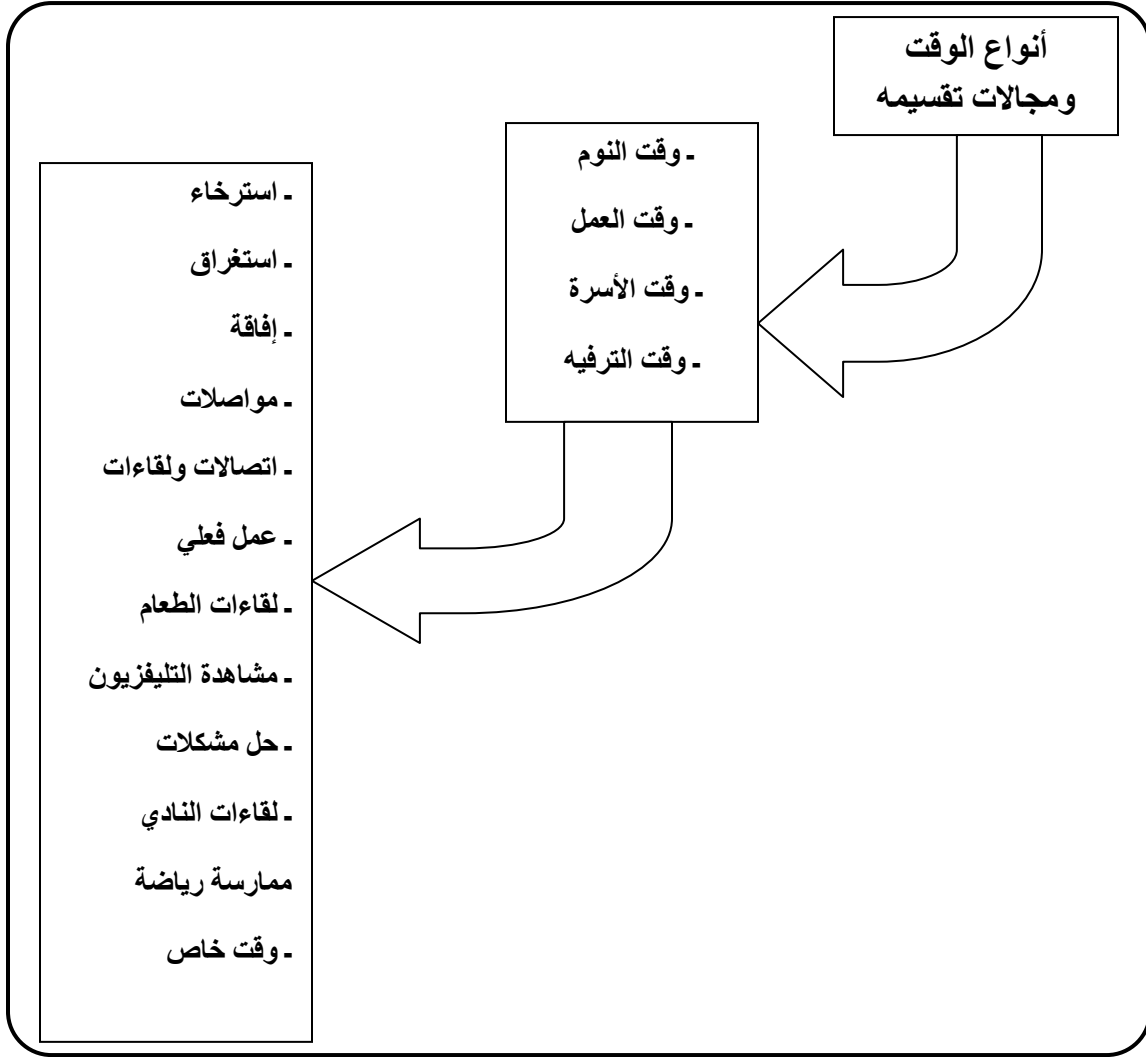 أنواع الوقت
ومجالات تقسيمه
ـ وقت النوم
ـ وقت العمل
ـ وقت الأسرة
ـ وقت الترفيه
ـ استرخاء
ـ استغراق
ـ إفاقة
ـ مواصلات
ـ اتصالات ولقاءات
ـ عمل فعلي
ـ لقاءات الطعام
ـ مشاهدة التليفزيون
ـ حل مشكلات
ـ لقاءات النادي
ممارسة رياضة
ـ وقت خاص